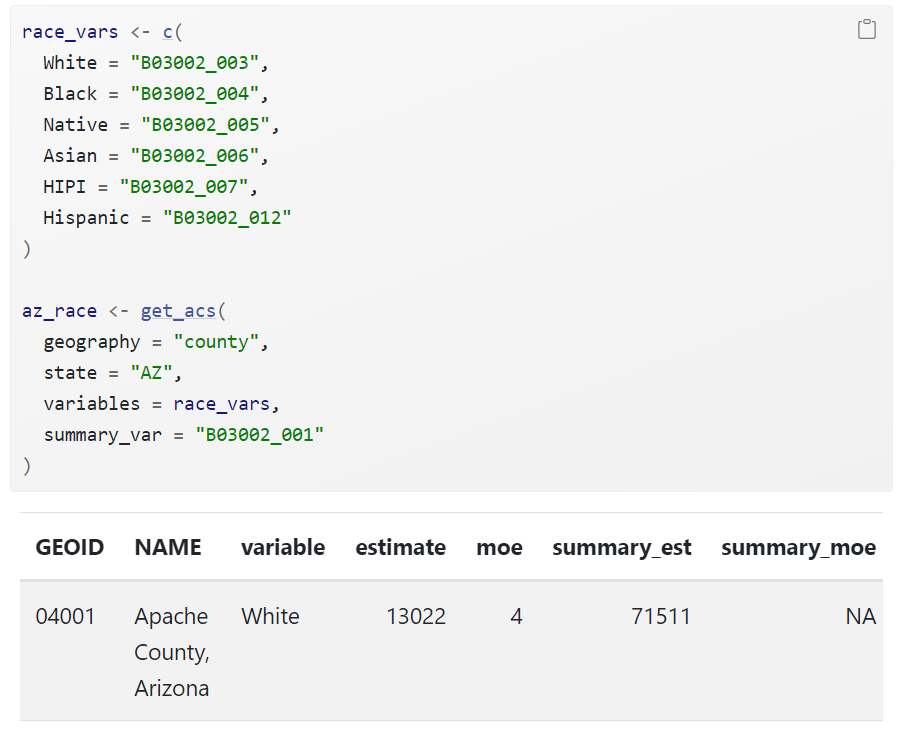 race_vars <- c(
  White = "B03002_003",
  Black = "B03002_004",
  Native = "B03002_005",
  Asian = "B03002_006",
  HIPI = "B03002_007",
  Hispanic = "B03002_012"
)
az_race <- get_acs(
  geography = "county",
  state = "AZ",
  variables = race_vars,
  summary_var = "B03002_001"
)
GEOID NAME variable estimate moe summary_est summary_moe
04001 Apache White 13022 4 71511 NA
County,
Arizona